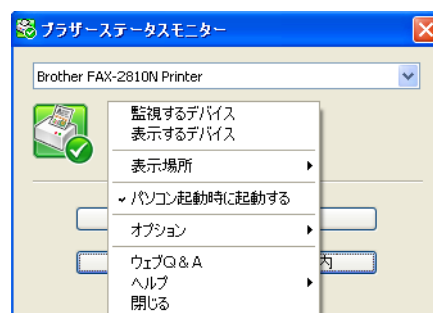 ブラザーステータスモニター
Brother FAX-2810N Printer
監視するデバイス
表示するデバイス
表示場所
パソコン起動時に起動する
オプション
ウェブQ&A
ヘルプ
閉じる
内